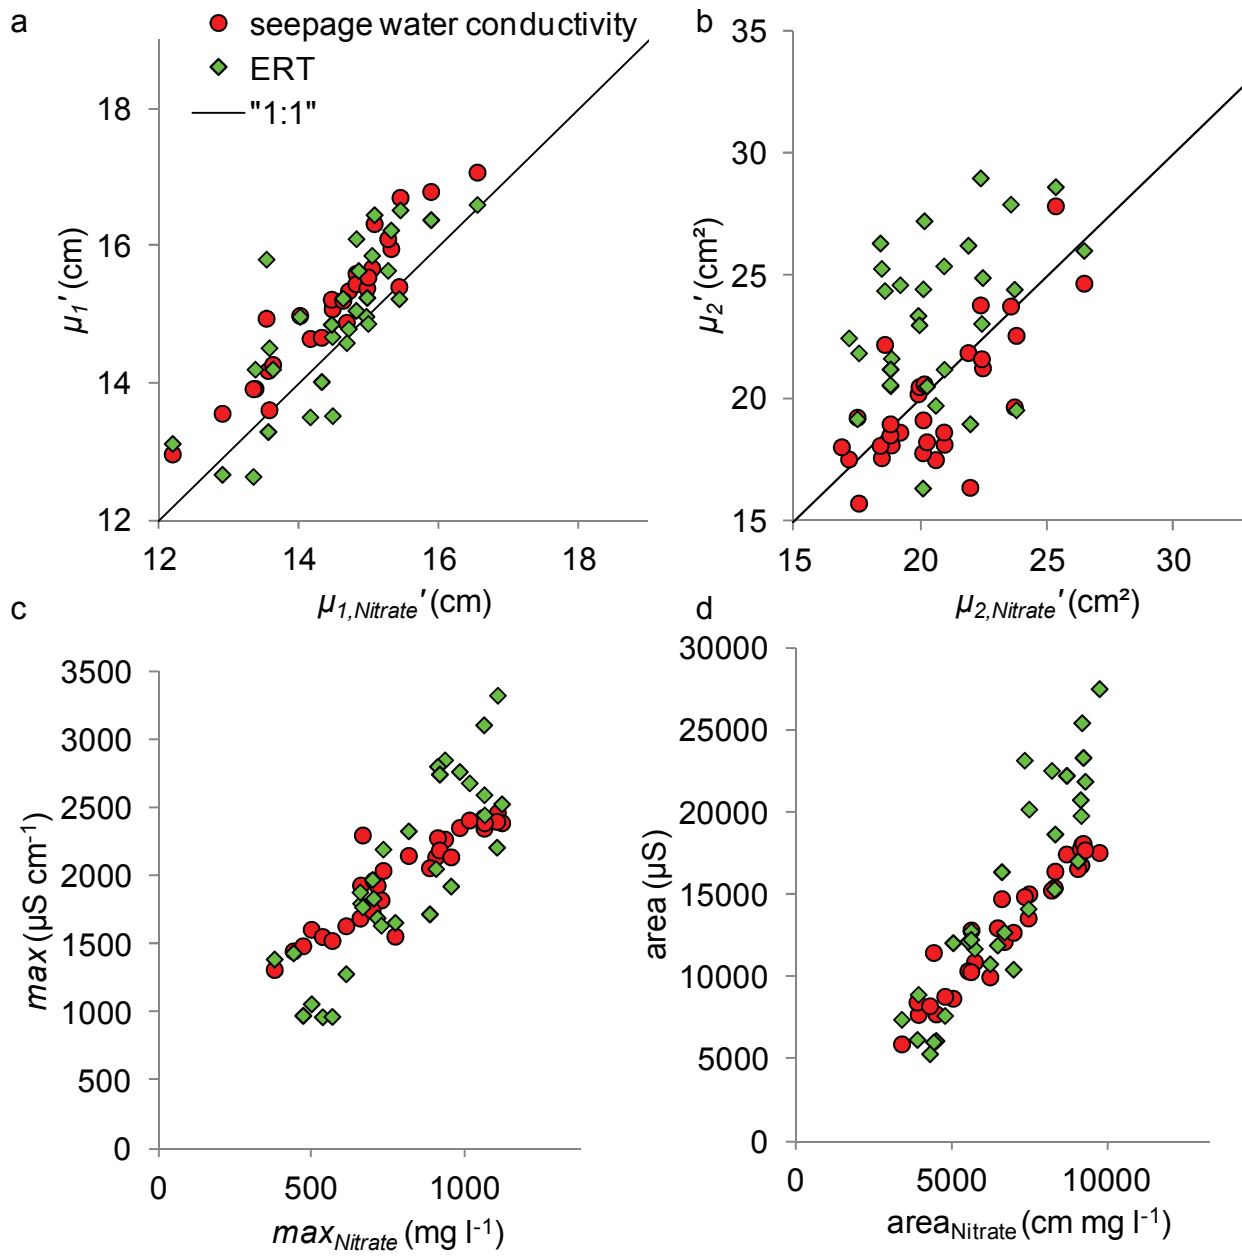 a
seepage water conductivity
ERT
"1:1"
18
16
14
12
μ1′ (cm)
12 14 16 18
μ1,Nitrate′ (cm)
b
35
30
25
20
15
μ2′ (cm²)
15 20 25 30
μ2,Nitrate′ (cm²)
c
3500
3000
2500
2000
1500
1000
500
0
max (µS cm-1)
0 500 1000
maxNitrate (mg l-1)
d
30000
25000
20000
15000
10000
5000
0
area (µS)
0 5000 10000
areaNitrate (cm mg l-1)